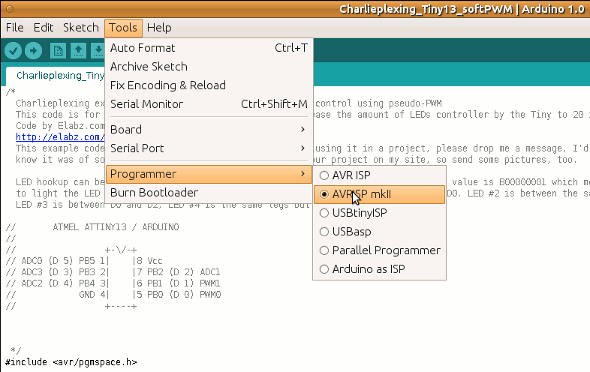 Charlieplexing_Tiny13_softPWM | Arduino 1.0
File Edit Sketch Tools Help
Auto Format Ctrl+T
Archive Sketch
Fix Encoding & Reload
Serial Monitor Ctrl+Shift+M
Board
Serial Port
Programmer
Burn Bootloader
AVR ISP
AVRISP mkII
USBtinyISP
USBasp
Parallel Programmer
Arduino as ISP
Charlieplexing_Tiny
/*
Charlieplexing ex control using pseudo-PWM
This code is for ase the amount of LEDs controller by the Tiny to 20 i
Code by Elabz.com
http://elabz.com/
This example code using it in a project, please drop me a message. I'd
know it was of so our project on my site, so send some pictures, too.
LED hookup can be value is B00000001 which me
to light the LED D0. LED #2 is between the sa
LED #3 is between D0 and D2, LED #4 is the same legs but
// ATMEL ATTINY13 / ARDUINO
//
// +-\/-+
// ADC0 (D 5) PB5 1| |8 Vcc
// ADC3 (D 3) PB3 2| |7 PB2 (D 2) ADC1
// ADC2 (D 4) PB4 3| |6 PB1 (D 1) PWM1
// GND 4| |5 PB0 (D 0) PWM0
// +----+
*/
#include <avr/pgmspace.h>